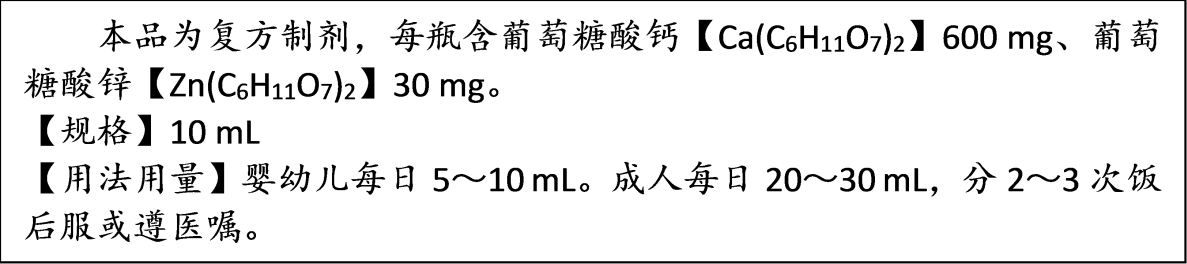 本品为复方制剂，每瓶含葡萄糖酸钙【Ca(C₆H₁₁O₇)₂】600 mg、葡萄
糖酸锌【Zn(C₆H₁₁O₇)₂】30 mg。
【规格】10 mL
【用法用量】婴幼儿每日 5～10 mL。成人每日 20～30 mL，分 2～3 次饭
后服或遵医嘱。